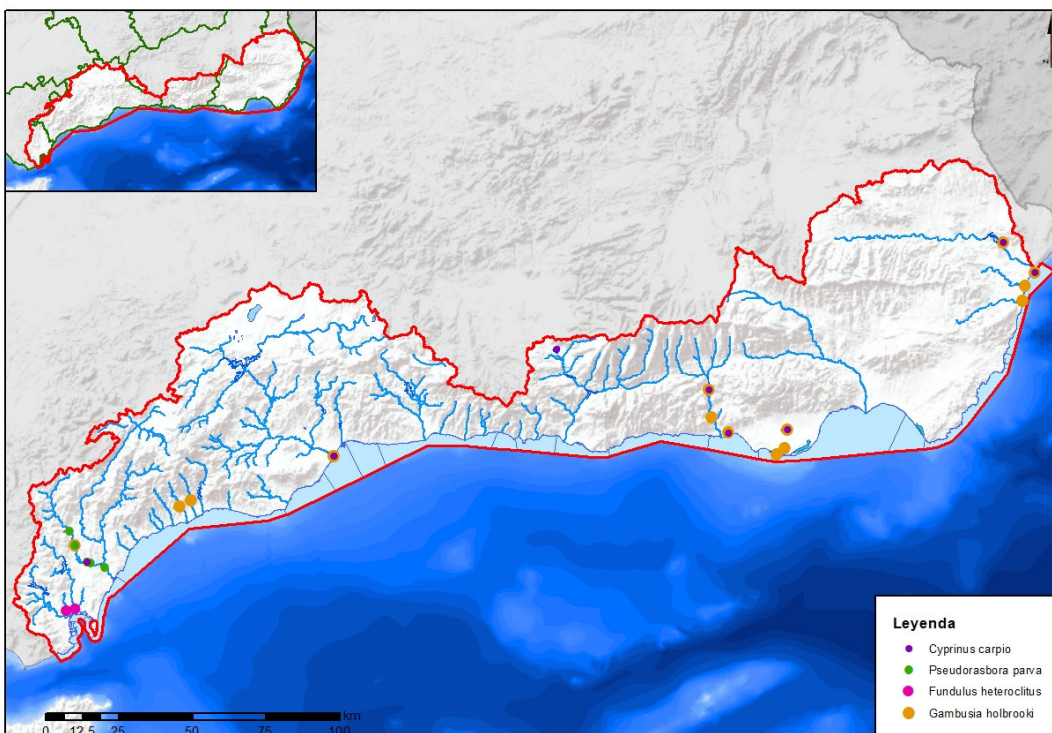 N
Leyenda
Cyprinus carpio
Pseudorasbora parva
Fundulus heteroclitus
Gambusia holbrooki
km
0 12,5 25 50 75 100